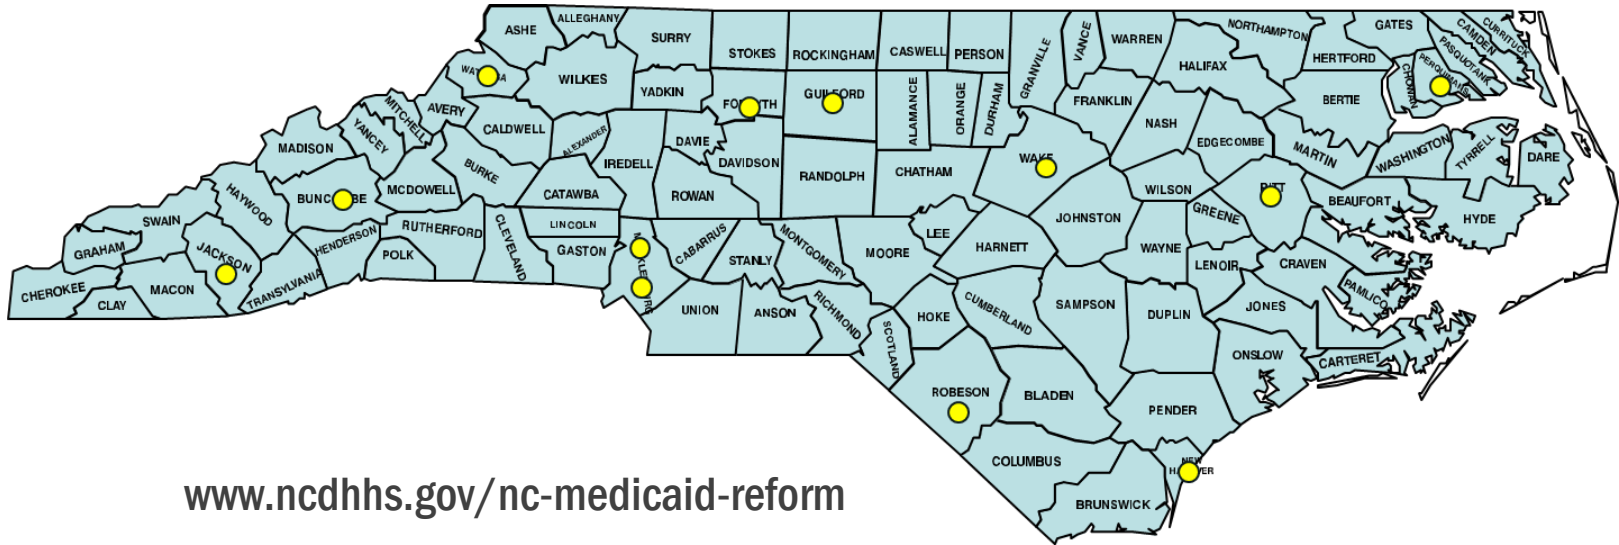 ASHE
ALLEGHANY
SURRY
STOKES
ROCKINGHAM
CASWELL
PERSON
GRANVILLE
VANCE
WARREN
NORTHAMPTON
GATES
CAMDEN
CURRITUCK
PASQUOTANK
HERTFORD
HALIFAX
CHOWAN
PERQUIMANS
BERTIE
WILKES
YADKIN
ALAMANCE
ORANGE
DURHAM
FRANKLIN
NASH
EDGECOMBE
MARTIN
WASHINGTON
TYRRELL
DARE
AVERY
MITCHELL
YANCEY
MADISON
CALDWELL
ALEXANDER
IREDELL
DAVIE
DAVIDSON
RANDOLPH
CHATHAM
WAKE
WILSON
BEAUFORT
HYDE
BURKE
MCDOWELL
CATAWBA
ROWAN
HAYWOOD
SWAIN
GRAHAM
JACKSON
HENDERSON
RUTHERFORD
POLK
CLEVELAND
LINCOLN
GASTON
CABARRUS
STANLY
MONTGOMERY
MOORE
LEE
HARNETT
JOHNSTON
GREENE
WAYNE
LENOIR
CRAVEN
PAMLICO
CHEROKEE
CLAY
MACON
TRANSYLVANIA
UNION
ANSON
RICHMOND
SCOTLAND
HOKE
CUMBERLAND
SAMPSON
DUPLIN
JONES
ONSLOW
CARTERET
ROBESON
BLADEN
PENDER
COLUMBUS
BRUNSWICK
NEW
www.ncdhhs.gov/nc-medicaid-reform